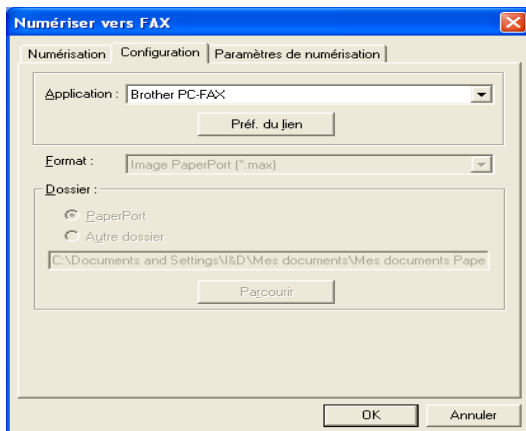 Numériser vers FAX
Numérisation Configuration Paramètres de numérisation
Application : Brother PC-FAX
Préf. du lien
Format : Image PaperPort (*.max)
Dossier :
PaperPort
Autre dossier
C:\Documents and Settings\I&D\Mes documents\Mes documents Pape
Parcourir
OK Annuler